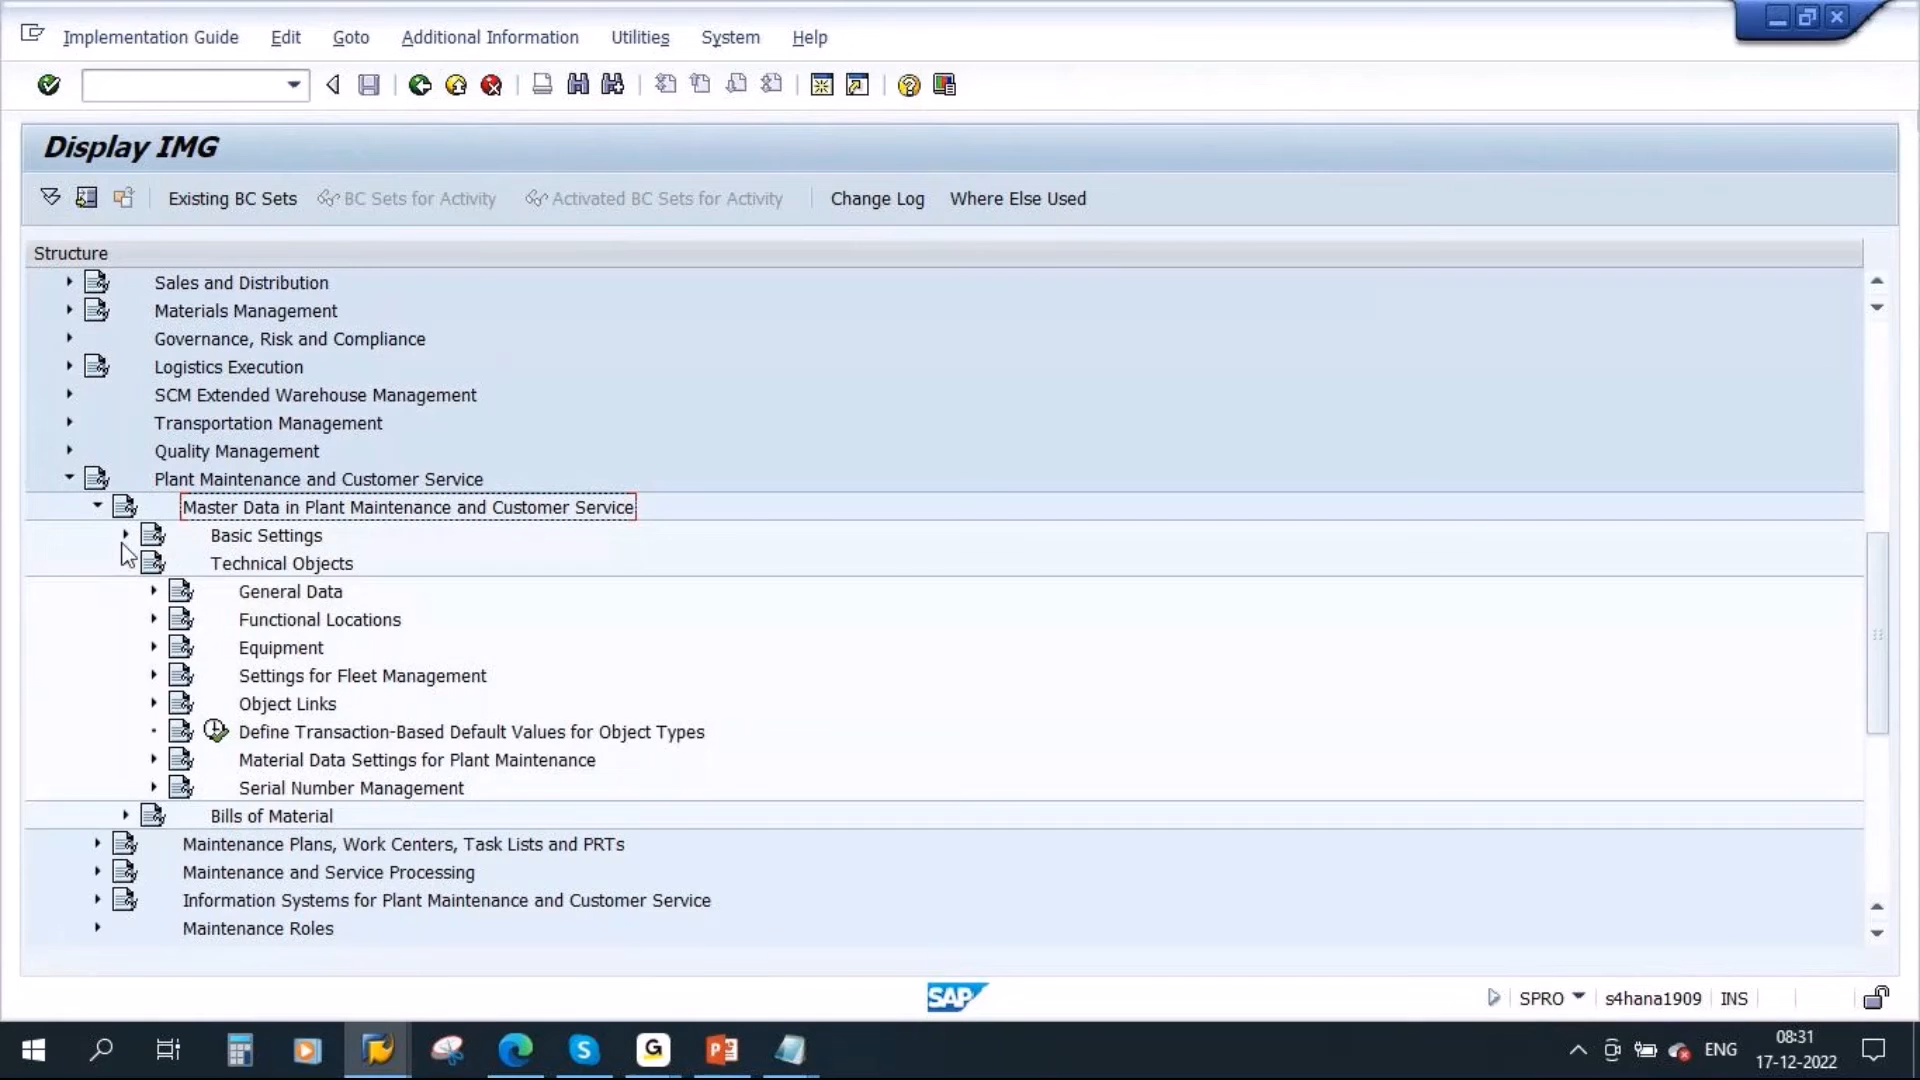 Implementation Guide Edit Goto Additional Information Utilities System Help
Display IMG
Existing BC Sets BC Sets for Activity Activated BC Sets for Activity Change Log Where Else Used
Structure
Sales and Distribution
Materials Management
Governance, Risk and Compliance
Logistics Execution
SCM Extended Warehouse Management
Transportation Management
Quality Management
Plant Maintenance and Customer Service
Master Data in Plant Maintenance and Customer Service
Basic Settings
Technical Objects
General Data
Functional Locations
Equipment
Settings for Fleet Management
Object Links
Define Transaction-Based Default Values for Object Types
Material Data Settings for Plant Maintenance
Serial Number Management
Bills of Material
Maintenance Plans, Work Centers, Task Lists and PRTs
Maintenance and Service Processing
Information Systems for Plant Maintenance and Customer Service
Maintenance Roles
SAP SPRO s4hana1909 INS
ENG 08:31
17-12-2022